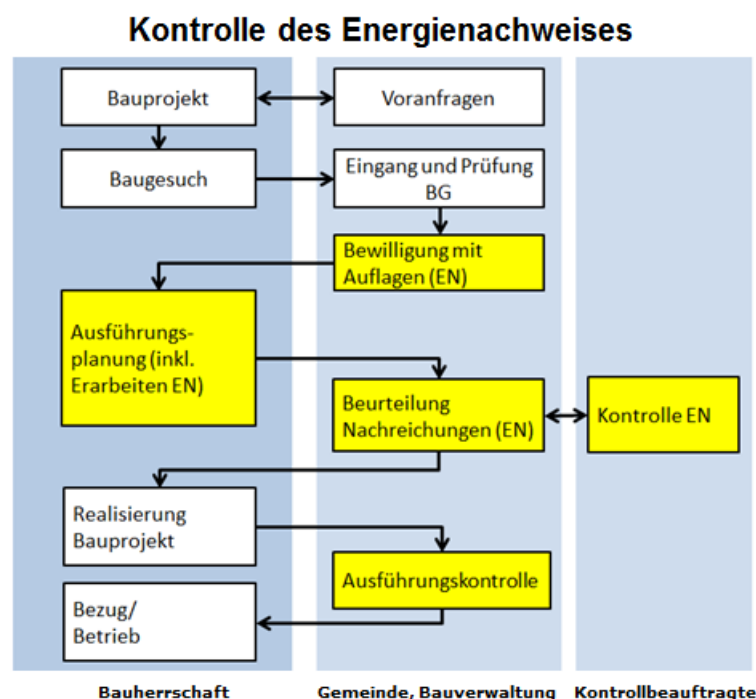 Kontrolle des Energienachweises
Bauprojekt
Voranfragen
Baugesuch
Eingang und Prüfung
BG
Bewilligung mit
Auflagen (EN)
Ausführungs-
planung (inkl.
Erarbeiten EN)
Beurteilung
Nachreichungen (EN)
Kontrolle EN
Realisierung
Bauprojekt
Ausführungskontrolle
Bezug/
Betrieb
Bauherrschaft
Gemeinde, Bauverwaltung
Kontrollbeauftragte